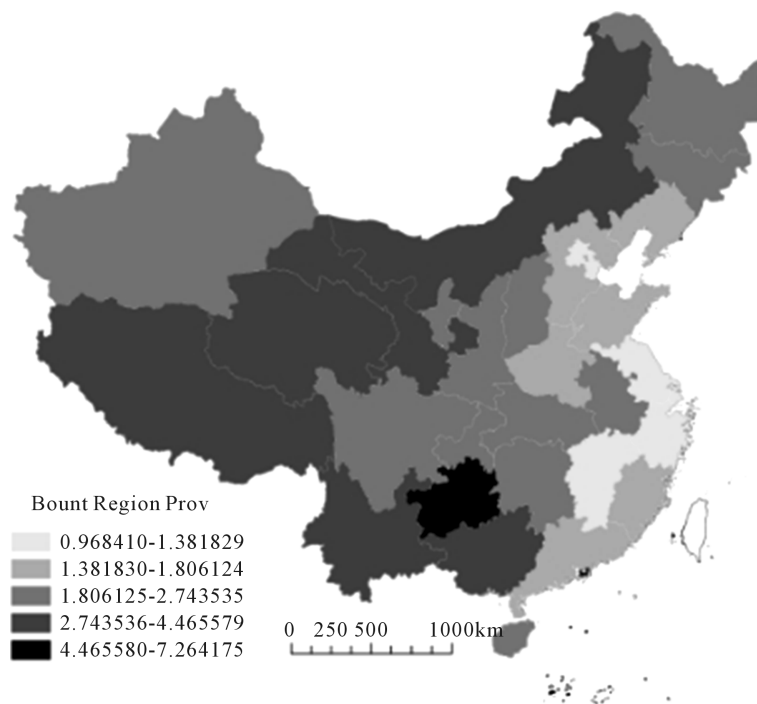 Bount Region Prov
0.968410-1.381829
1.381830-1.806124
1.806125-2.743535
2.743536-4.465579
4.465580-7.264175
0 250 500 1000km